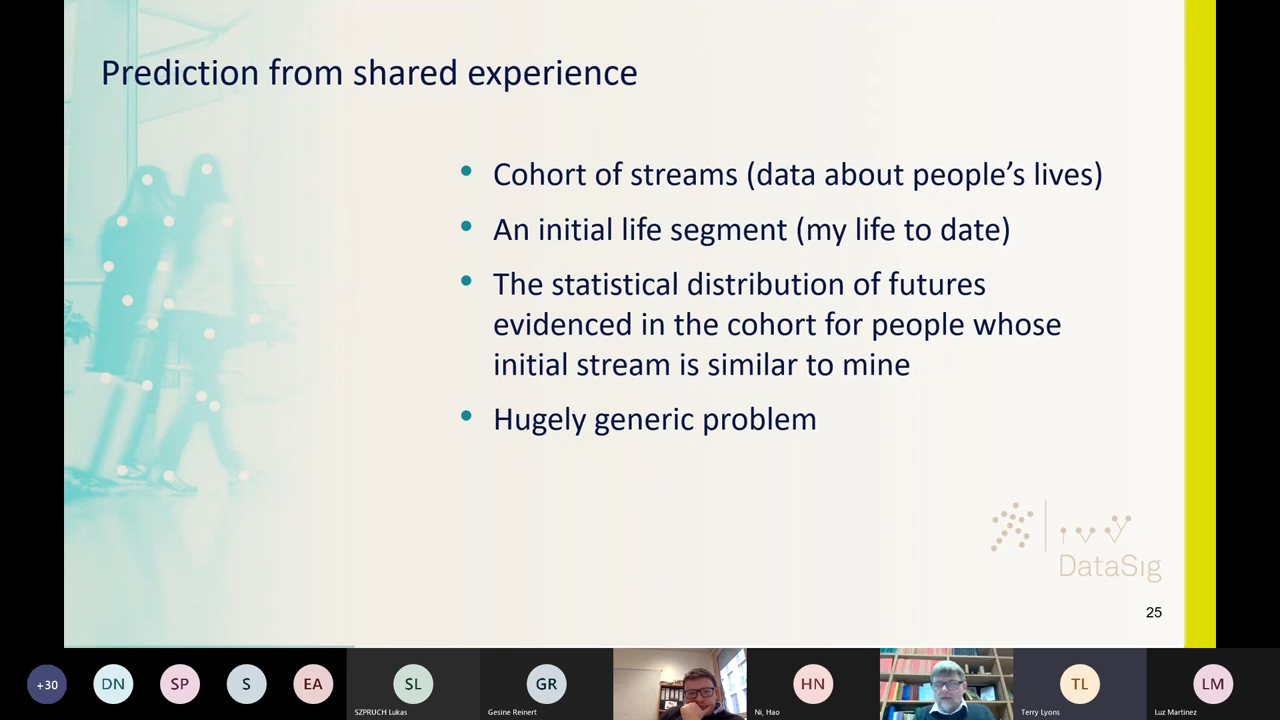 Prediction from shared experience
• Cohort of streams (data about people's lives)
• An initial life segment (my life to date)
• The statistical distribution of futures
evidenced in the cohort for people whose
initial stream is similar to mine
• Hugely generic problem
DataSıg
25
+30
DN
SP
S
EA
SL
GR
HN
TL
LM
SZPRUCH Lukas
Gesine Reinert
Ni, Hao
Terry Lyons
Luz Martinez